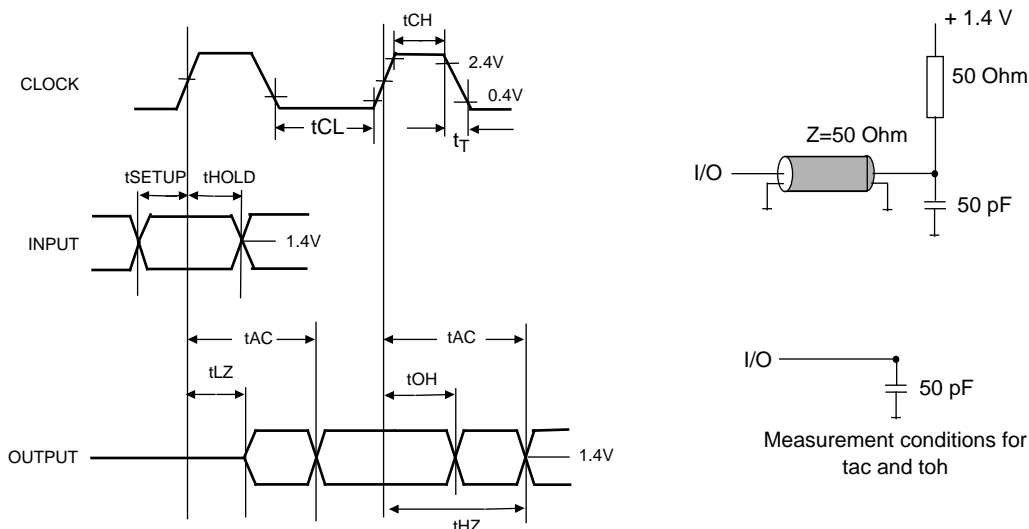 tCH
CLOCK
2.4V
0.4V
tCL
tT
tSETUP
tHOLD
INPUT
1.4V
tAC
tAC
tLZ
tOH
OUTPUT
1.4V
tHZ
+ 1.4 V
50 Ohm
Z=50 Ohm
I/O
50 pF
I/O
50 pF
Measurement conditions for
tac and toh